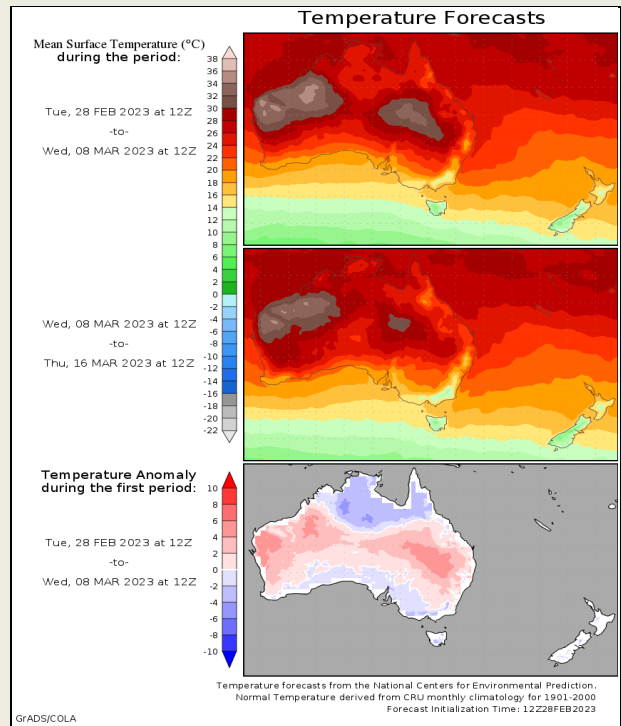 Temperature Forecasts
Mean Surface Temperature (°C)
during the period:
38
36
34
32
30
28
26
24
22
20
18
16
14
12
10
8
6
4
2
0
-2
-4
-6
-8
-10
-12
-14
-16
-18
-20
-22
Tue, 28 FEB 2023 at 12Z
-to-
Wed, 08 MAR 2023 at 12Z
Wed, 08 MAR 2023 at 12Z
-to-
Thu, 16 MAR 2023 at 12Z
Temperature Anomaly
during the first period:
10
8
6
4
2
0
-2
-4
-6
-8
-10
Tue, 28 FEB 2023 at 12Z
-to-
Wed, 08 MAR 2023 at 12Z
Temperature forecasts from the National Centers for Environmental Prediction.
Normal Temperature derived from CRU monthly climatology for 1901-2000
Forecast Initialization Time: 12Z28FEB2023
GrADS/COLA